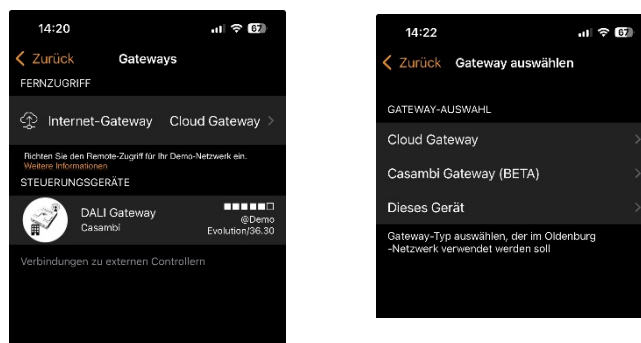 14:20
67
Zurück Gateways
FERNZUGRIFF
Internet-Gateway Cloud Gateway
Richten Sie den Remote-Zugriff für Ihr Demo-Netzwerk ein.
Weitere Informationen
STEUERUNGSGERÄTE
DALI Gateway
Casambi
@Demo
Evolution/36.30
Verbindungen zu externen Controllern
14:22
67
Zurück Gateway auswählen
GATEWAY-AUSWAHL
Cloud Gateway
Casambi Gateway (BETA)
Dieses Gerät
Gateway-Typ auswählen, der im Oldenburg
-Netzwerk verwendet werden soll